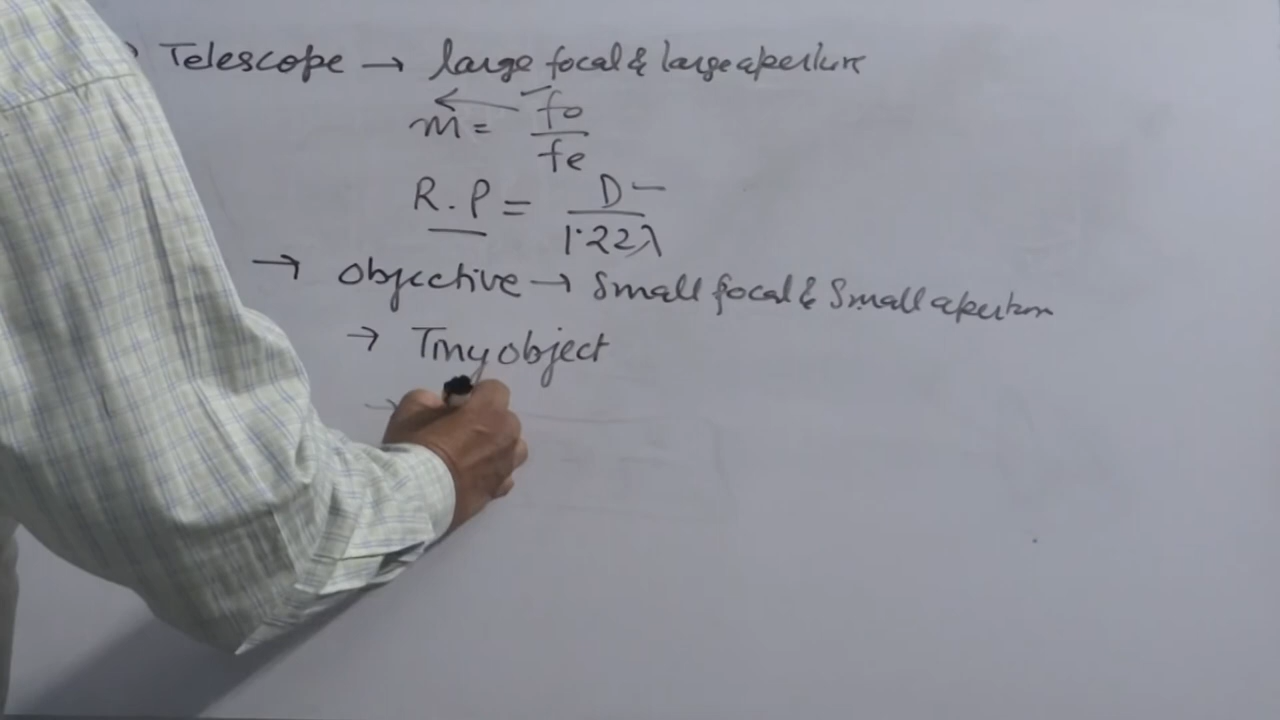 ) Telescope → large focal & large aperture
m = fo/fe
R.P = D/1.22λ
→ objective → Small focal & Small aperture
→ Tiny object
→